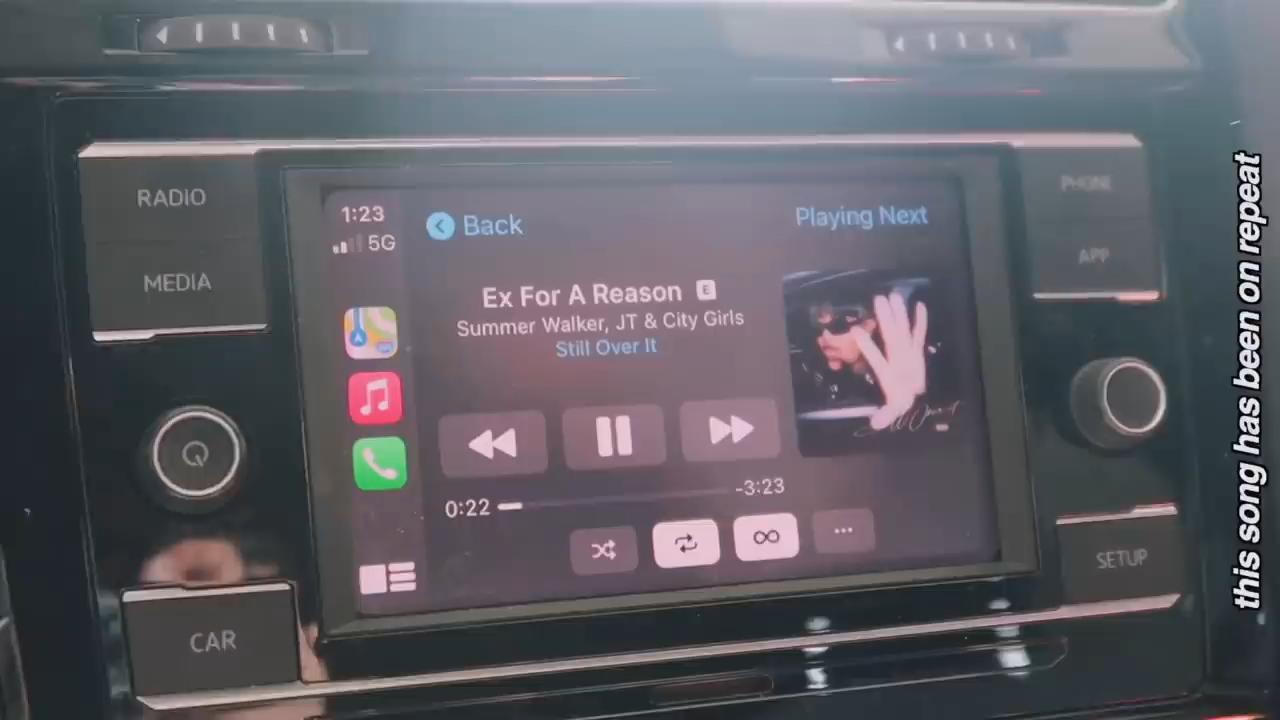 RADIO
MEDIA
CAR
1:23
5G
Back
Playing Next
Ex For A Reason E
Summer Walker, JT & City Girls
Still Over It
0:22
-3:23
PHONE
APP
SETUP
this song has been on repeat